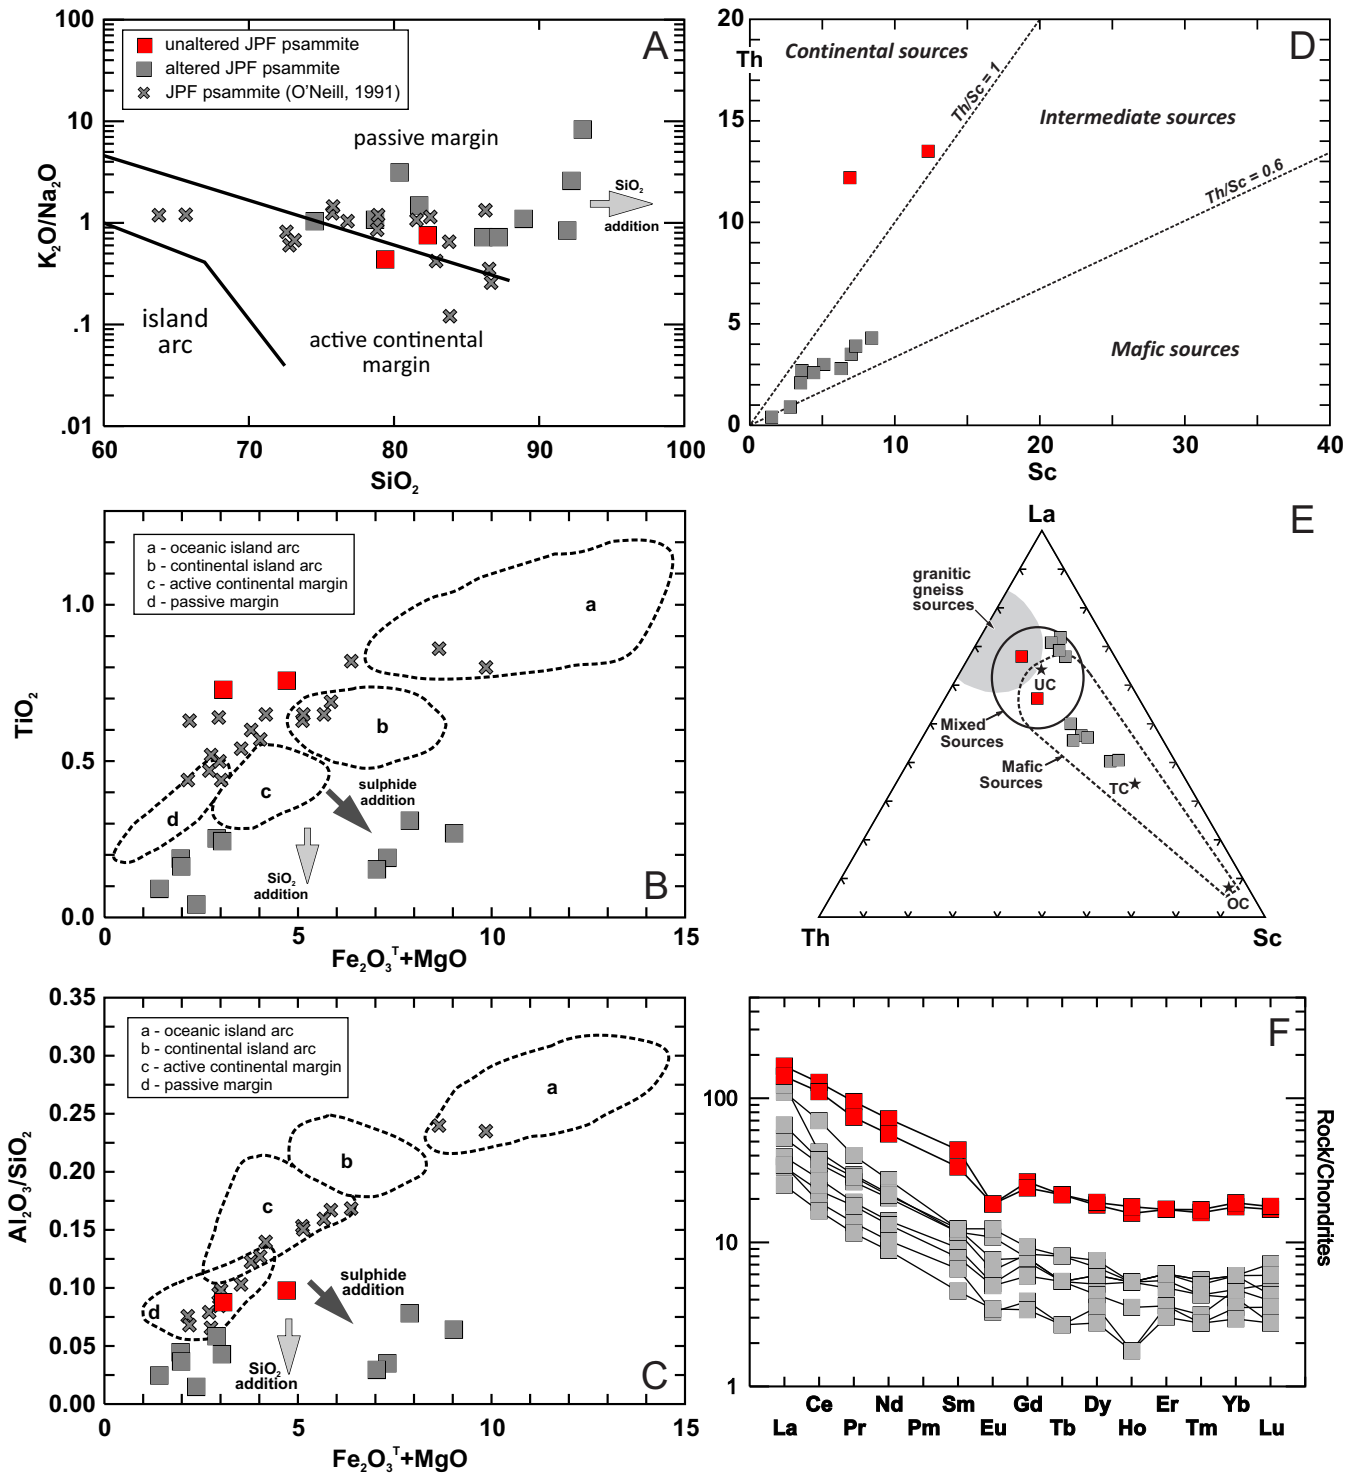 A
unaltered JPF psammite
altered JPF psammite
JPF psammite (O'Neill, 1991)
passive margin
SiO₂
addition
island
arc
active continental
margin
100
10
1
.1
.01
K₂O/Na₂O
60
70
80
90
100
SiO₂
D
Th
Continental sources
Th/Sc = 1
Intermediate sources
Th/Sc = 0.6
Mafic sources
20
15
10
5
0
0
10
20
30
40
Sc
B
a - oceanic island arc
b - continental island arc
c - active continental margin
d - passive margin
a
b
c
d
sulphide
addition
SiO₂
addition
1.0
0.5
0.0
TiO₂
0
5
10
15
Fe₂O₃ᵀ+MgO
E
La
granitic
gneiss
sources
UC
Mixed
Sources
Mafic
Sources
TC
OC
Th
Sc
C
a - oceanic island arc
b - continental island arc
c - active continental margin
d - passive margin
a
b
c
d
sulphide
addition
SiO₂
addition
0.35
0.30
0.25
0.20
0.15
0.10
0.05
0.00
Al₂O₃/SiO₂
0
5
10
15
Fe₂O₃ᵀ+MgO
F
100
10
1
Rock/Chondrites
La
Ce
Pr
Nd
Pm
Sm
Eu
Gd
Tb
Dy
Ho
Er
Tm
Yb
Lu